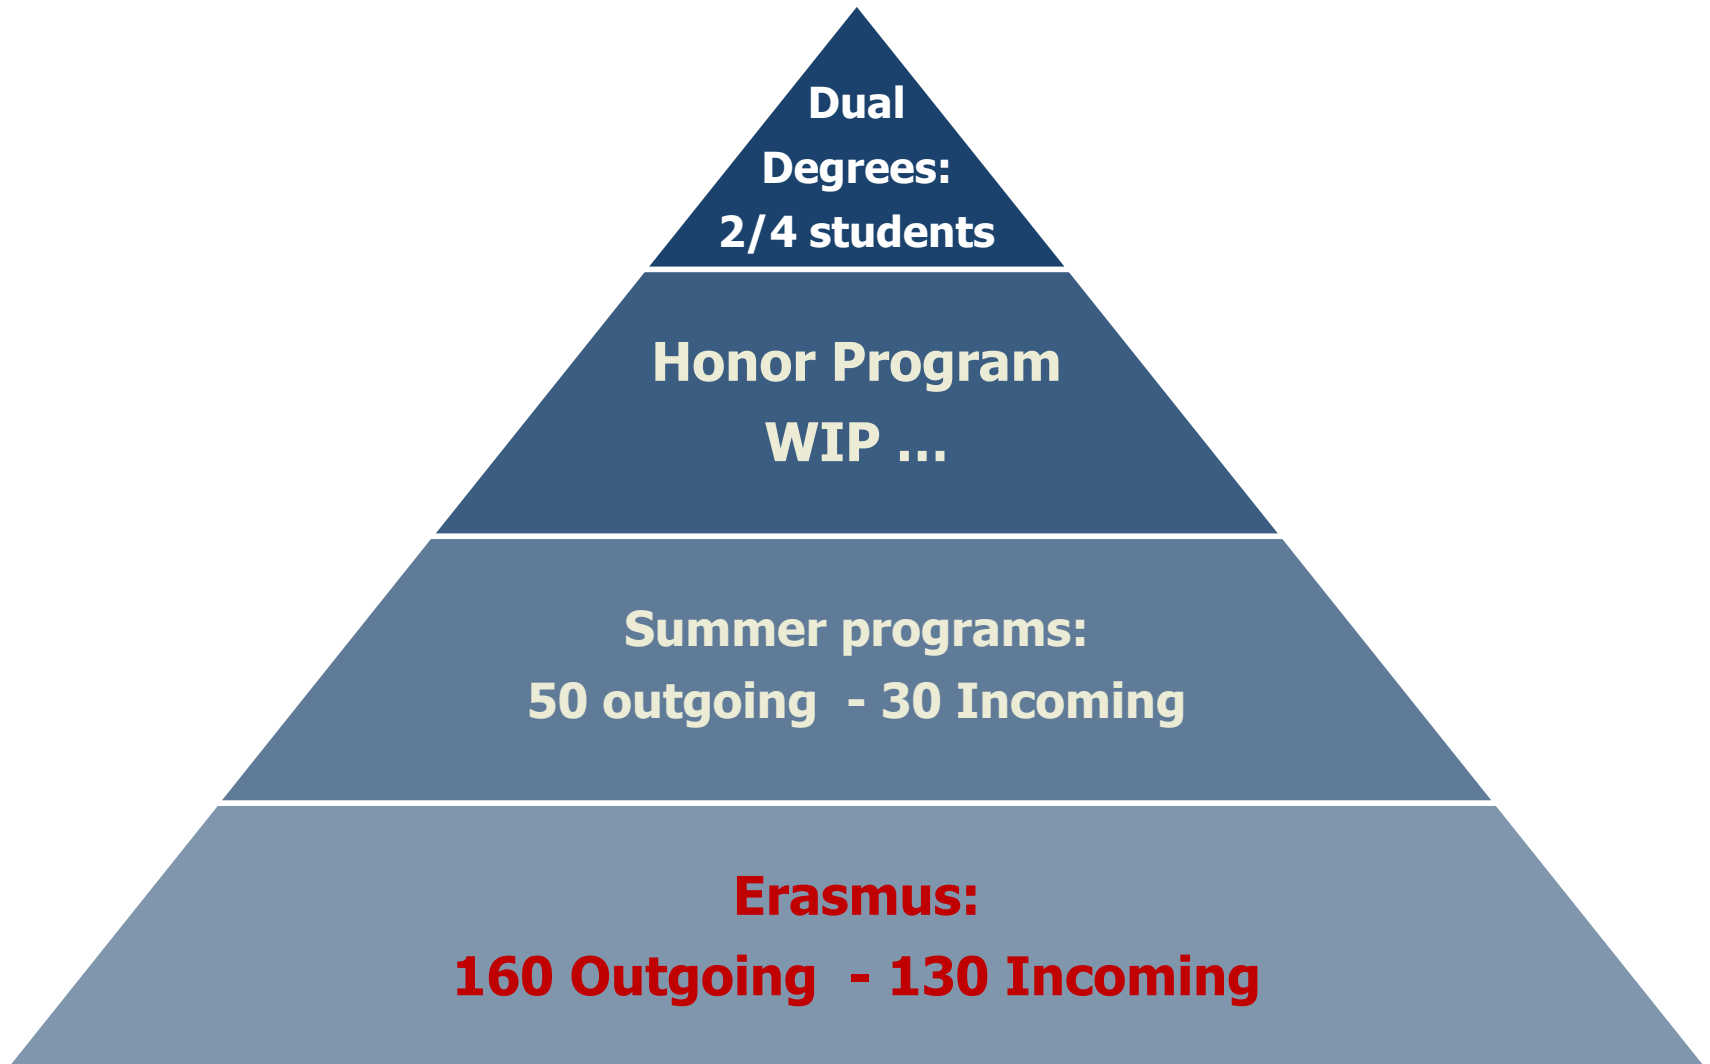 Dual
Degrees:
2/4 students
Honor Program
WIP ...
Summer programs:
50 outgoing  - 30 Incoming
Erasmus:
160 Outgoing  - 130 Incoming